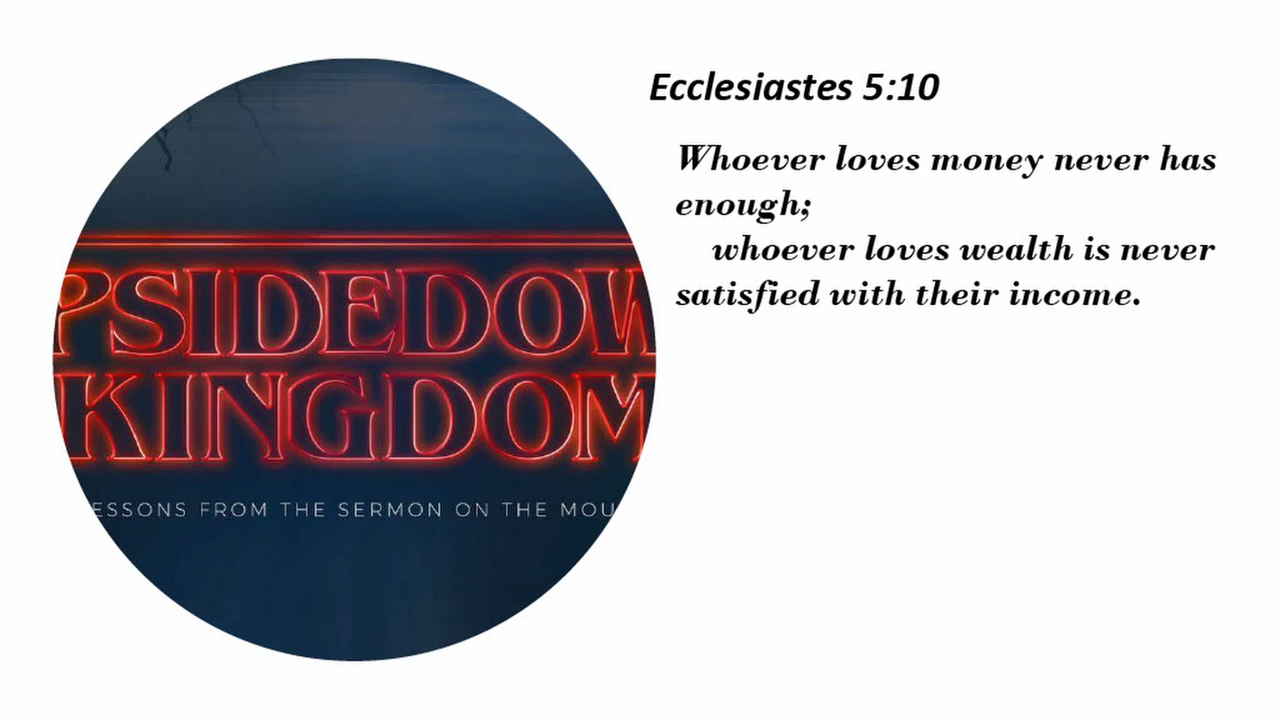 Ecclesiastes 5:10
Whoever loves money never has
enough;
whoever loves wealth is never
satisfied with their income.
PSIDEDOW
KINGDOM
ESSONS FROM THE SERMON ON THE MOU